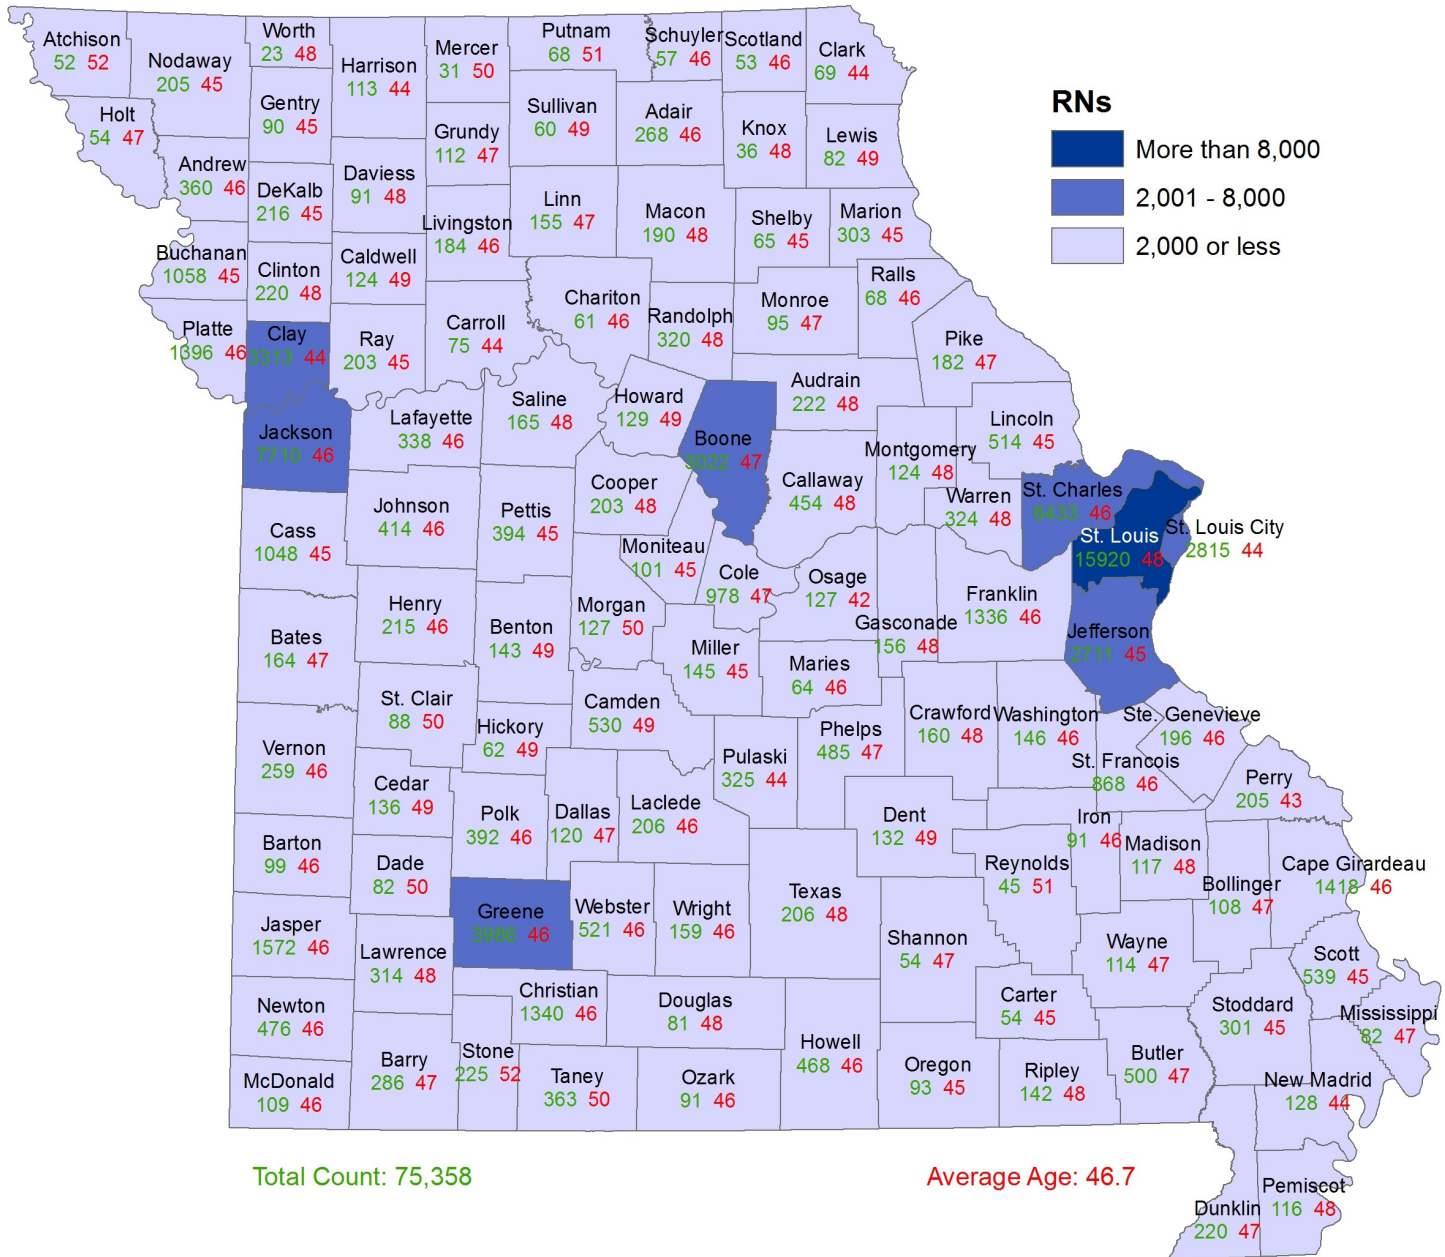 Atchison
52 52
Nodaway
205 45
Worth
23 48
Harrison
113 44
Mercer
31 50
Putnam
68 51
Schuyler
57 46
Scotland
53 46
Clark
69 44
Holt
54 47
Gentry
90 45
Sullivan
60 49
Adair
268 46
Knox
36 48
Lewis
82 49
Grundy
112 47
Andrew
360 46
DeKalb
216 45
Daviess
91 48
Livingston
184 46
Linn
155 47
Macon
190 48
Shelby
65 45
Marion
303 45
Buchanan
1058 45
Clinton
220 48
Caldwell
124 49
Chariton
61 46
Randolph
320 48
Monroe
95 47
Ralls
68 46
Platte
1396 46
Clay
3313 44
Ray
203 45
Carroll
75 44
Pike
182 47
Audrain
222 48
Jackson
7710 46
Lafayette
338 46
Saline
165 48
Howard
129 49
Boone
3022 47
Lincoln
514 45
Montgomery
124 48
Callaway
454 48
Warren
324 48
St. Charles
6433 46
St. Louis
15920 48
St. Louis City
2815 44
Cooper
203 48
Cass
1048 45
Johnson
414 46
Pettis
394 45
Moniteau
101 45
Cole
978 47
Osage
127 42
Gasconade
156 48
Franklin
1336 46
Jefferson
2711 45
Bates
164 47
Henry
215 46
Benton
143 49
Morgan
127 50
Miller
145 45
Maries
64 46
St. Clair
88 50
Hickory
62 49
Camden
530 49
Pulaski
325 44
Phelps
485 47
Crawford
160 48
Washington
146 46
Ste. Genevieve
196 46
St. Francois
868 46
Perry
205 43
Vernon
259 46
Cedar
136 49
Polk
392 46
Dallas
120 47
Laclede
206 46
Dent
132 49
Iron
91 46
Madison
117 48
Barton
99 46
Dade
82 50
Reynolds
45 51
Bollinger
108 47
Cape Girardeau
1418 46
Jasper
1572 46
Greene
3986 46
Webster
521 46
Wright
159 46
Texas
206 48
Shannon
54 47
Wayne
114 47
Scott
539 45
Lawrence
314 48
Newton
476 46
Christian
1340 46
Douglas
81 48
Howell
468 46
Carter
54 45
Stoddard
301 45
Mississippi
82 47
McDonald
109 46
Barry
286 47
Stone
225 52
Taney
363 50
Ozark
91 46
Oregon
93 45
Ripley
142 48
Butler
500 47
New Madrid
128 44
Pemiscot
116 48
Dunklin
220 47
RNs
More than 8,000
2,001 - 8,000
2,000 or less
Total Count: 75,358
Average Age: 46.7